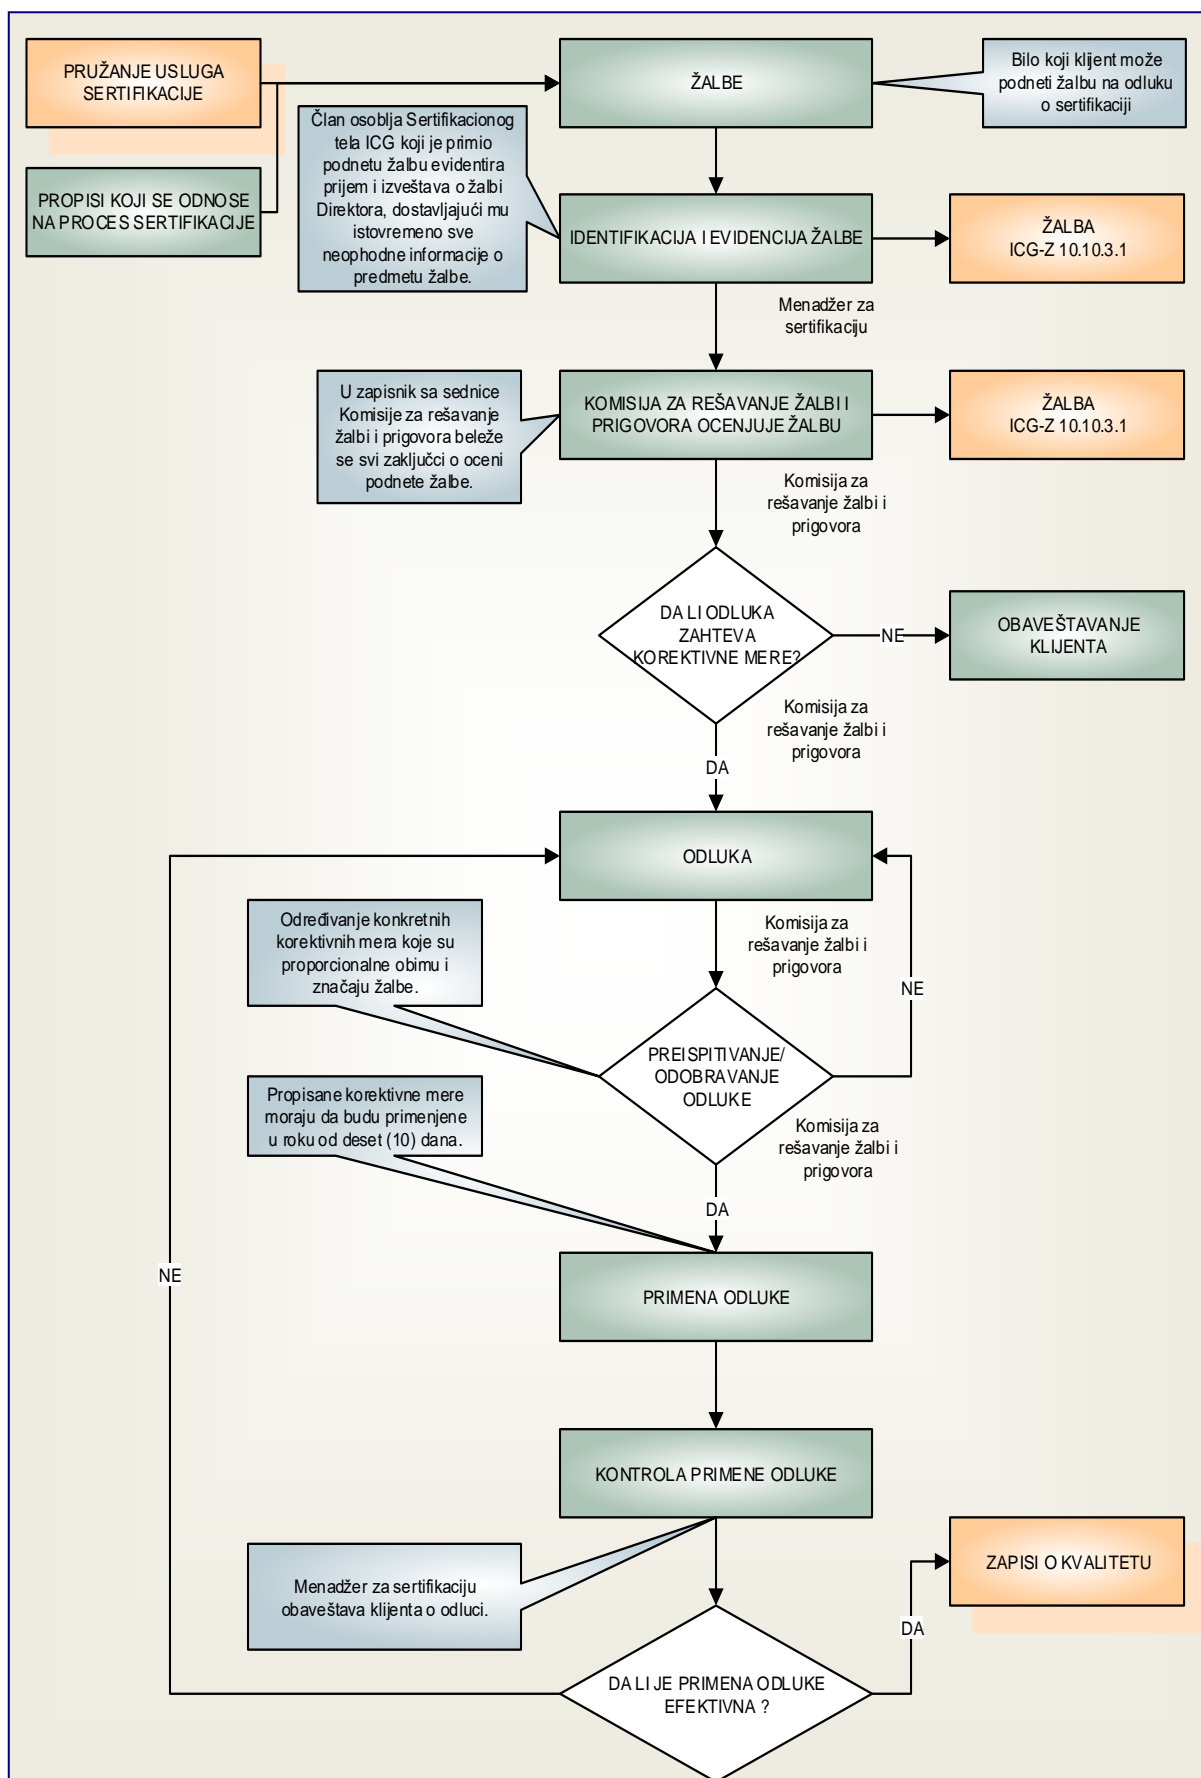 PRUŽANJE USLUGA
SERTIFIKACIJE
ŽALBE
Bilo koji klijent može
podneti žalbu na odluku
o sertifikaciji
Član osoblja Sertifikacionog
tela ICG koji je primio
podnetu žalbu evidentira
prijem i izveštava o žalbi
Direktora, dostavljajući mu
istovremeno sve
neophodne informacije o
predmetu žalbe.
PROPISI KOJI SE ODNOSE
NA PROCES SERTIFIKACIJE
IDENTIFIKACIJA I EVIDENCIJA ŽALBE
ŽALBA
ICG-Z 10.10.3.1
Menadžer za
sertifikaciju
U zapisnik sa sednice
Komisije za rešavanje
žalbi i prigovora beleže
se svi zaključci o oceni
podnete žalbe.
KOMISIJA ZA REŠAVANJE ŽALBI I
PRIGOVORA OCENJUJE ŽALBU
ŽALBA
ICG-Z 10.10.3.1
Komisija za
rešavanje žalbi i
prigovora
DA LI ODLUKA
ZAHTEVA
KOREKTIVNE MERE?
NE
OBAVEŠTAVANJE
KLIJENTA
Komisija za
rešavanje žalbi i
prigovora
DA
ODLUKA
Određivanje konkretnih
korektivnih mera koje su
proporcionalne obimu i
značaju žalbe.
Komisija za
rešavanje žalbi i
prigovora
NE
PREISPITIVANJE/
ODOBRAVANJE
ODLUKE
Propisane korektivne mere
moraju da budu primenjene
u roku od deset (10) dana.
Komisija za
rešavanje žalbi i
prigovora
DA
NE
PRIMENA ODLUKE
KONTROLA PRIMENE ODLUKE
Menadžer za sertifikaciju
obaveštava klijenta o odluci.
ZAPISI O KVALITETU
DA
DA LI JE PRIMENA ODLUKE
EFEKTIVNA ?